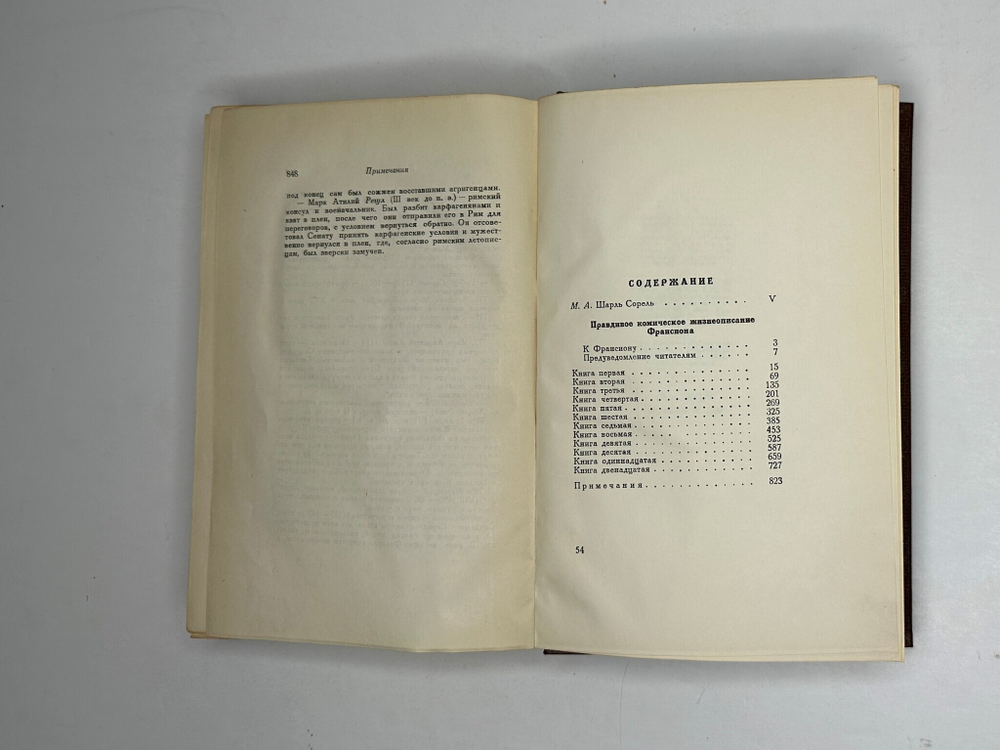 848 Примечания
под конец сам был сожжен восставшими агригенцами.
— Марк Атилий Регул (III век до н. э.) — римский
консул и военачальник. Был разбит карфагенянами и
взят в плен, после чего они отправили его в Рим для
переговоров, с условием вернуться обратно. Он отсове-
товал Сенату принять карфагенские условия и мужест-
венно вернулся в плен, где, согласно римским летопис-
цам, был зверски замучен.
СОДЕРЖАНИЕ
М. А. Шарль Сорель . . . . . . . . . . V
Правдивое комическое жизнеописание
Франсиона
К Франсиону . . . . . . . . . . . . . 3
Предуведомление читателям . . . . . . 7
Книга первая . . . . . . . . . . . . . 15
Книга вторая . . . . . . . . . . . . . 69
Книга третья . . . . . . . . . . . . . 135
Книга четвертая . . . . . . . . . . . . 201
Книга пятая . . . . . . . . . . . . . . 269
Книга шестая . . . . . . . . . . . . . 325
Книга седьмая . . . . . . . . . . . . . 385
Книга восьмая . . . . . . . . . . . . . 453
Книга девятая . . . . . . . . . . . . . 525
Книга десятая . . . . . . . . . . . . . 587
Книга одиннадцатая . . . . . . . . . . 659
Книга двенадцатая . . . . . . . . . . . 727
Примечания . . . . . . . . . . . . . 823
54